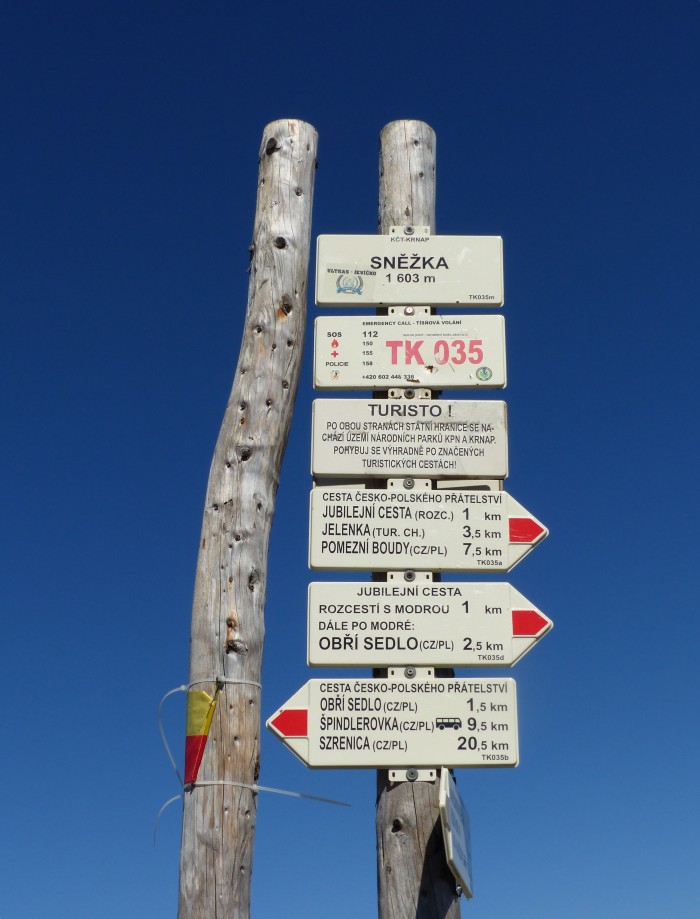 KČT-KRNAP
SNĚŽKA
1 603 m
ULTRAS - JEVÍČKO
TK035m
EMERGENCY CALL - TÍSŇOVÁ VOLÁNÍ
SOS 112
150
155
POLICIE 158
TK 035
+420 602 448 338
TURISTO !
PO OBOU STRANÁCH STÁTNÍ HRANICE SE NA-
CHÁZÍ ÚZEMÍ NÁRODNÍCH PARKŮ KPN A KRNAP.
POHYBUJ SE VÝHRADNĚ PO ZNAČENÝCH
TURISTICKÝCH CESTÁCH!
CESTA ČESKO-POLSKÉHO PŘÁTELSTV͏Í
JUBILEJNÍ CESTA (ROZC.) 1 km
JELENKA (TUR. CH.) 3,5 km
POMEZNÍ BOUDY (CZ/PL) 7,5 km
TK035a
JUBILEJNÍ CESTA
ROZCESTÍ S MODROU 1 km
DÁLE PO MODRÉ:
OBŘÍ SEDLO (CZ/PL) 2,5 km
TK035d
CESTA ČESKO-POLSKÉHO PŘÁTELSTVÍ
OBŘÍ SEDLO (CZ/PL) 1,5 km
ŠPINDLEROVKA (CZ/PL) 9,5 km
SZRENICA (CZ/PL) 20,5 km
TK035b